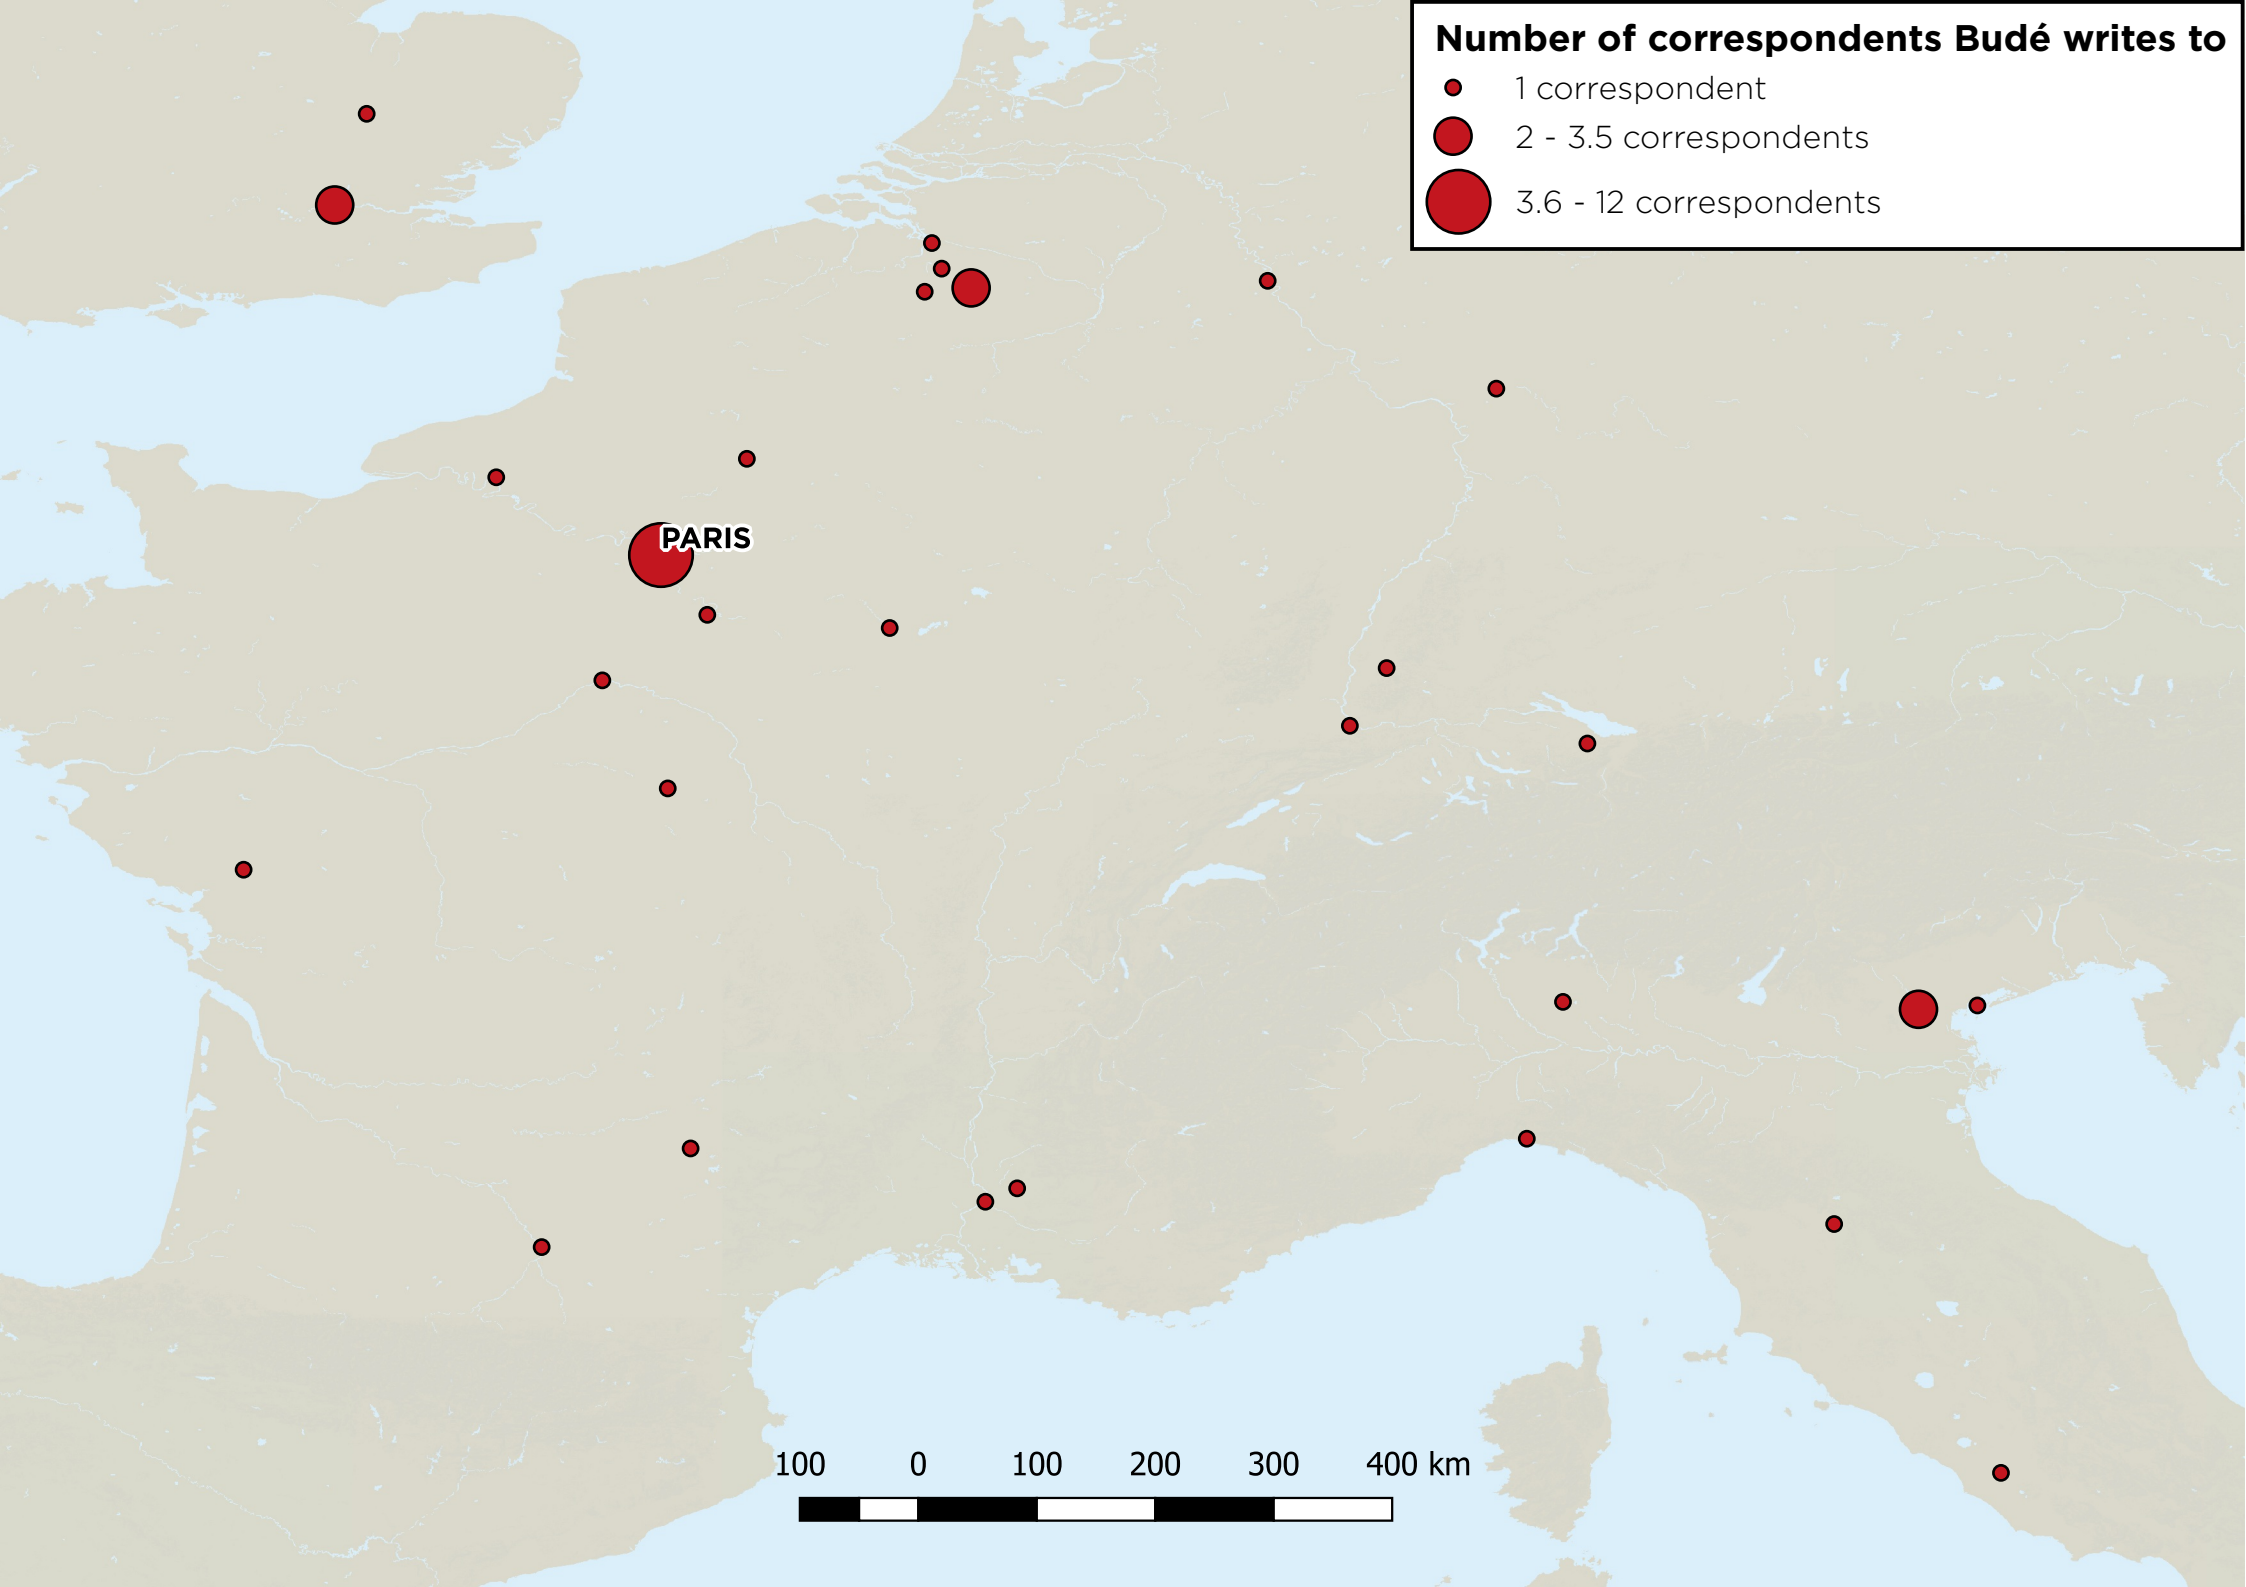 Number of correspondents Budé writes to
1 correspondent
2 - 3.5 correspondents
3.6 - 12 correspondents
PARIS
100 0 100 200 300 400 km